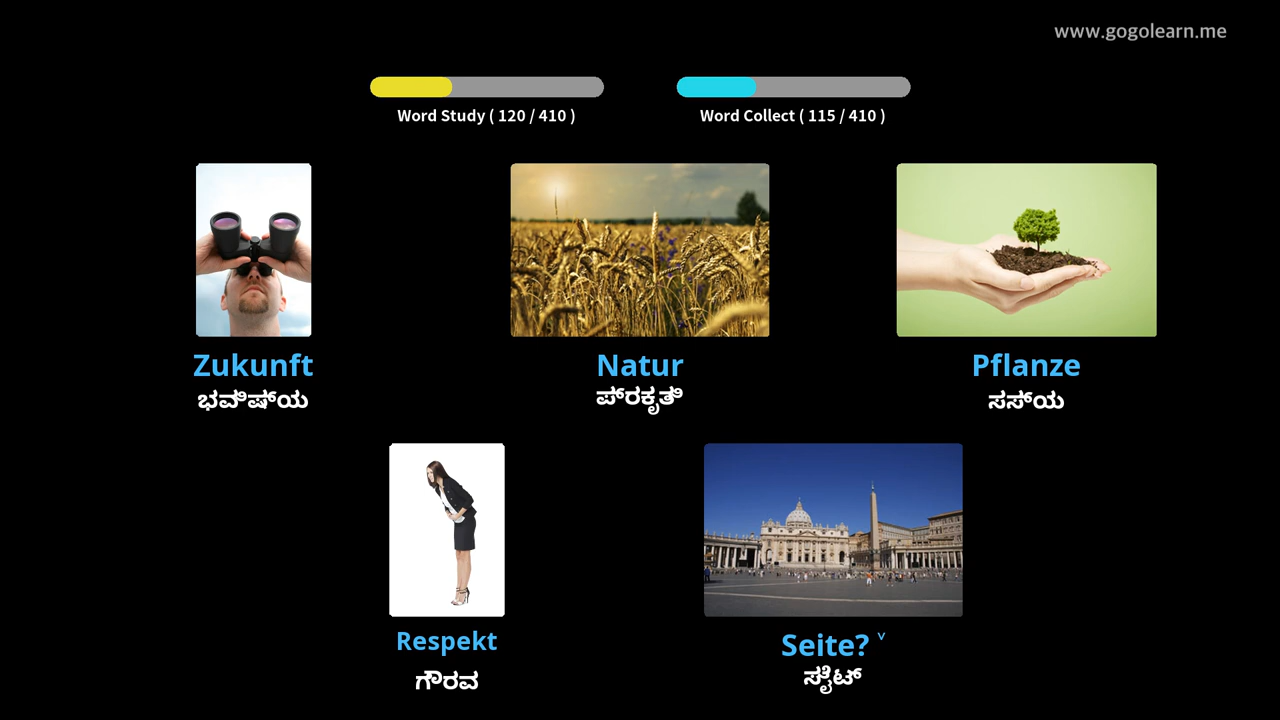 www.gogolearn.me
Word Study ( 120 / 410 )
Word Collect ( 115 / 410 )
Zukunft
ಭವಿಷ್ಯ
Natur
ಪ್ರಕೃತಿ
Pflanze
ಸಸ್ಯ
Respekt
ಗೌರವ
Seite? ˅
ಸೈಟ್